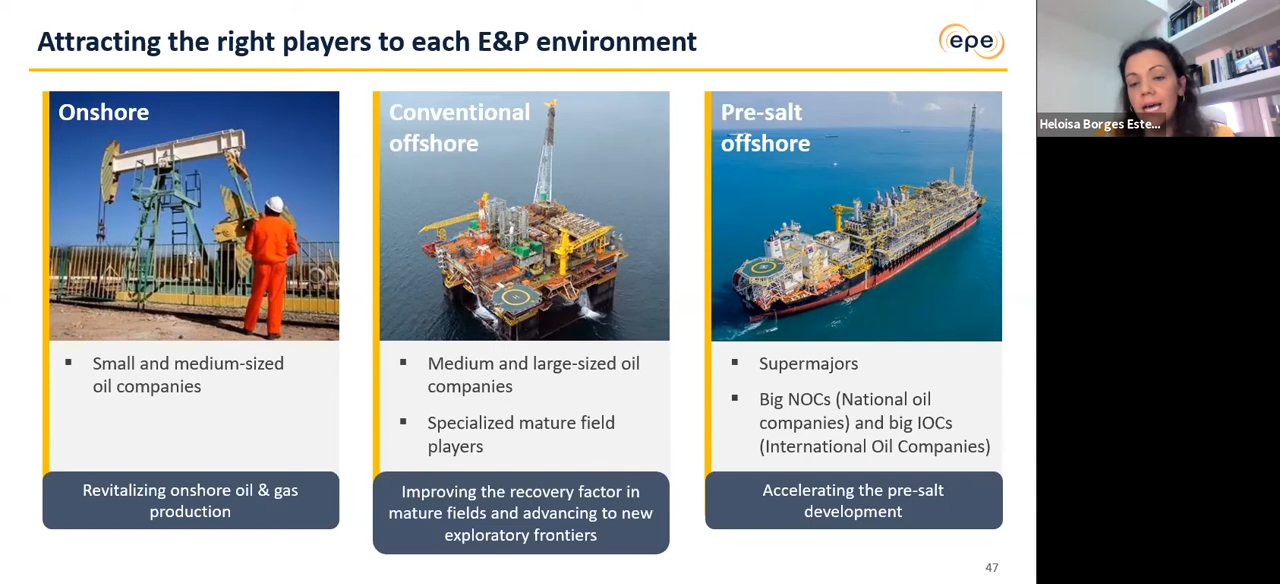 Attracting the right players to each E&P environment
epe
Onshore
Conventional
offshore
Pre-salt
offshore
Heloisa Borges Este...
▪ Small and medium-sized
oil companies
▪ Medium and large-sized oil
companies
▪ Specialized mature field
players
▪ Supermajors
▪ Big NOCs (National oil
companies) and big IOCs
(International Oil Companies)
Revitalizing onshore oil & gas
production
Improving the recovery factor in
mature fields and advancing to new
exploratory frontiers
Accelerating the pre-salt
development
47